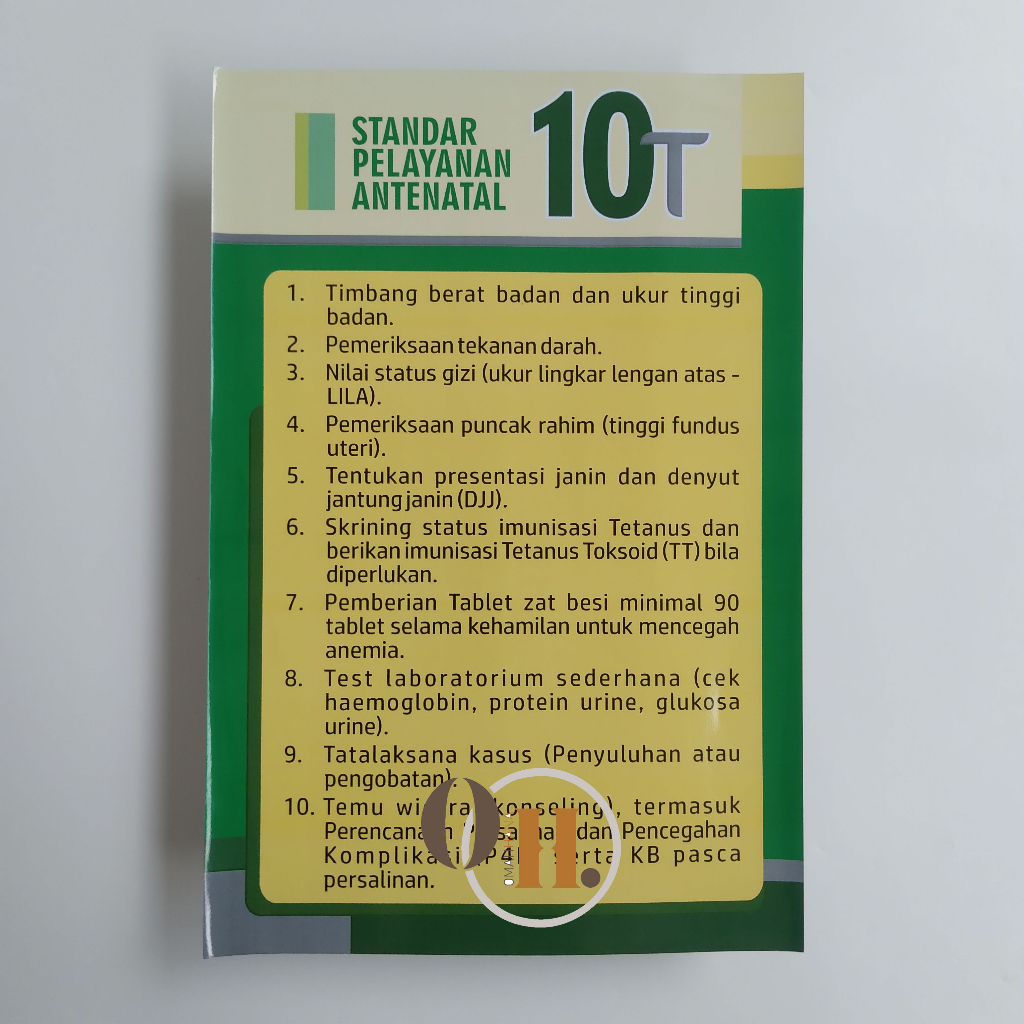 STANDAR
PELAYANAN
ANTENATAL
10T
1. Timbang berat badan dan ukur tinggi
badan.
2. Pemeriksaan tekanan darah.
3. Nilai status gizi (ukur lingkar lengan atas -
LILA).
4. Pemeriksaan puncak rahim (tinggi fundus
uteri).
5. Tentukan presentasi janin dan denyut
jantung janin (DJJ).
6. Skrining status imunisasi Tetanus dan
berikan imunisasi Tetanus Toksoid (TT) bila
diperlukan.
7. Pemberian Tablet zat besi minimal 90
tablet selama kehamilan untuk mencegah
anemia.
8. Test laboratorium sederhana (cek
haemoglobin, protein urine, glukosa
urine).
9. Tatalaksana kasus (Penyuluhan atau
pengobatan).
10. Temu (konseling), termasuk
dan Pencegahan
Komplikasi serta KB pasca
persalinan.
OH.